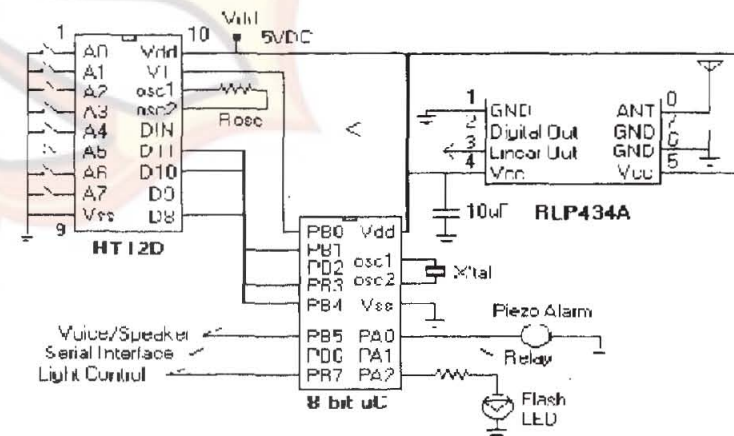 1
10
Vdd
5VDC
A0 Vdd
A1 VT
A2 osc1
A3 osc2
A4 DIN
A5 D11
A6 D10
A7 D9
Vss D8
9
HT12D
Rosc
1
2
3
4
GND
Digital Out
Linear Out
Vcc
ANT
GND
GND
Vcc
8
7
6
5
10uF
RLP434A
PB0 Vdd
PB1
PB2 osc1
PB3 osc2
PB4 Vss
PB5 PA0
PB6 PA1
PB7 PA2
8 bit uC
X'tal
Voice/Speaker
Serial Interface
Light Control
Piezo Alarm
Relay
Flash
LED